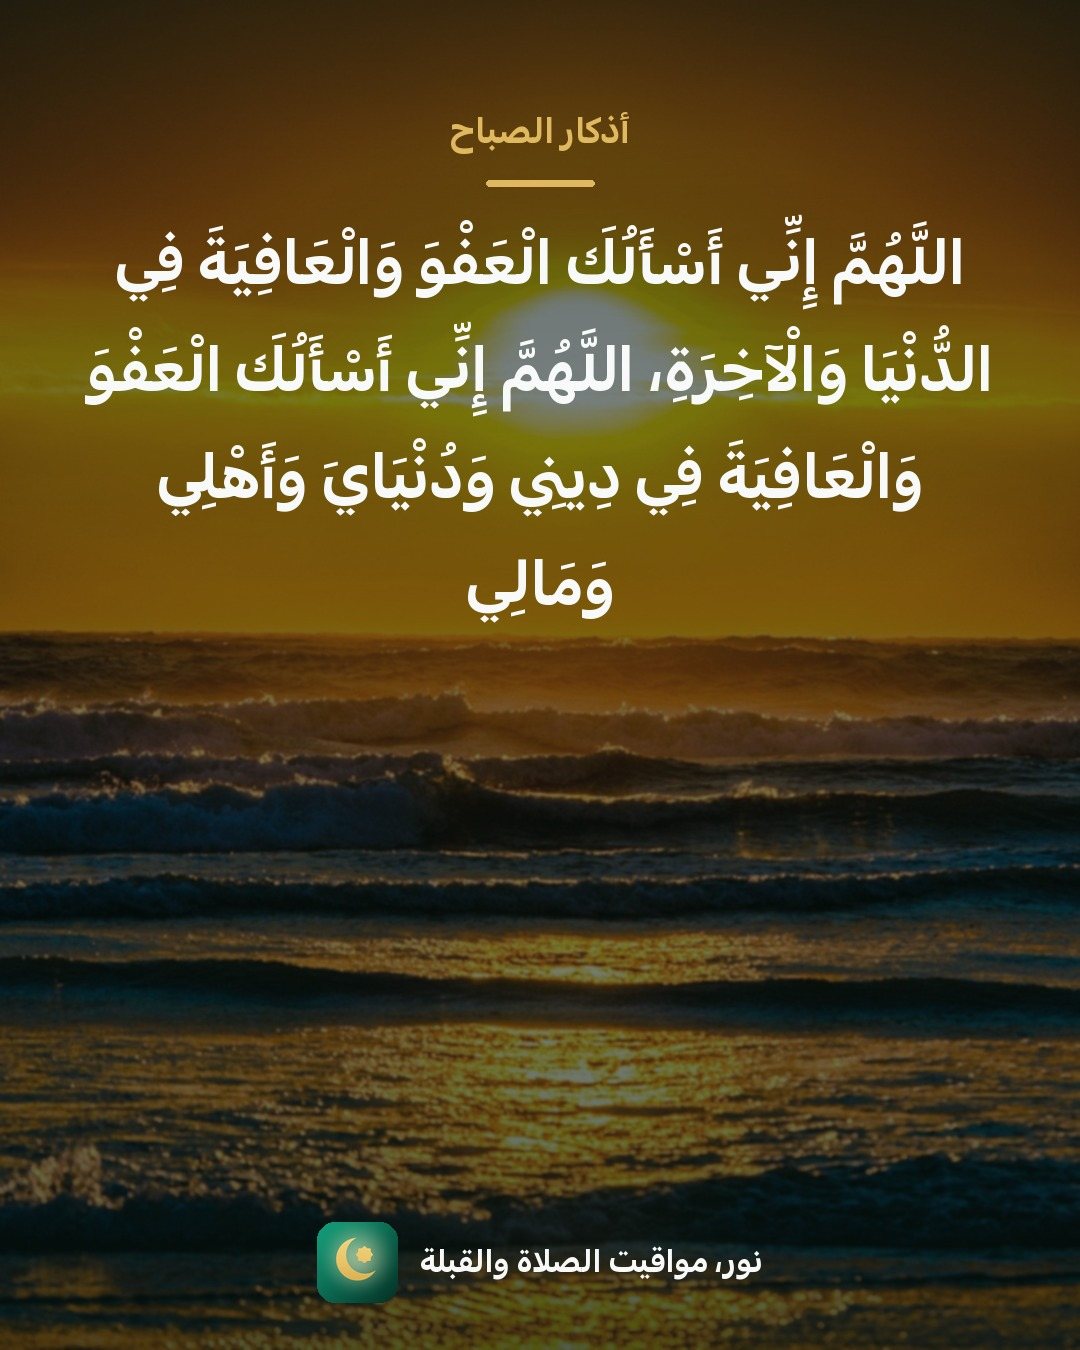 أذكار الصباح
اللَّهُمَّ إِنِّي أَسْأَلُكَ الْعَفْوَ وَالْعَافِيَةَ فِي
الدُّنْيَا وَالْآخِرَةِ، اللَّهُمَّ إِنِّي أَسْأَلُكَ الْعَفْوَ
وَالْعَافِيَةَ فِي دِينِي وَدُنْيَايَ وَأَهْلِي
وَمَالِي
نور، مواقيت الصلاة والقبلة